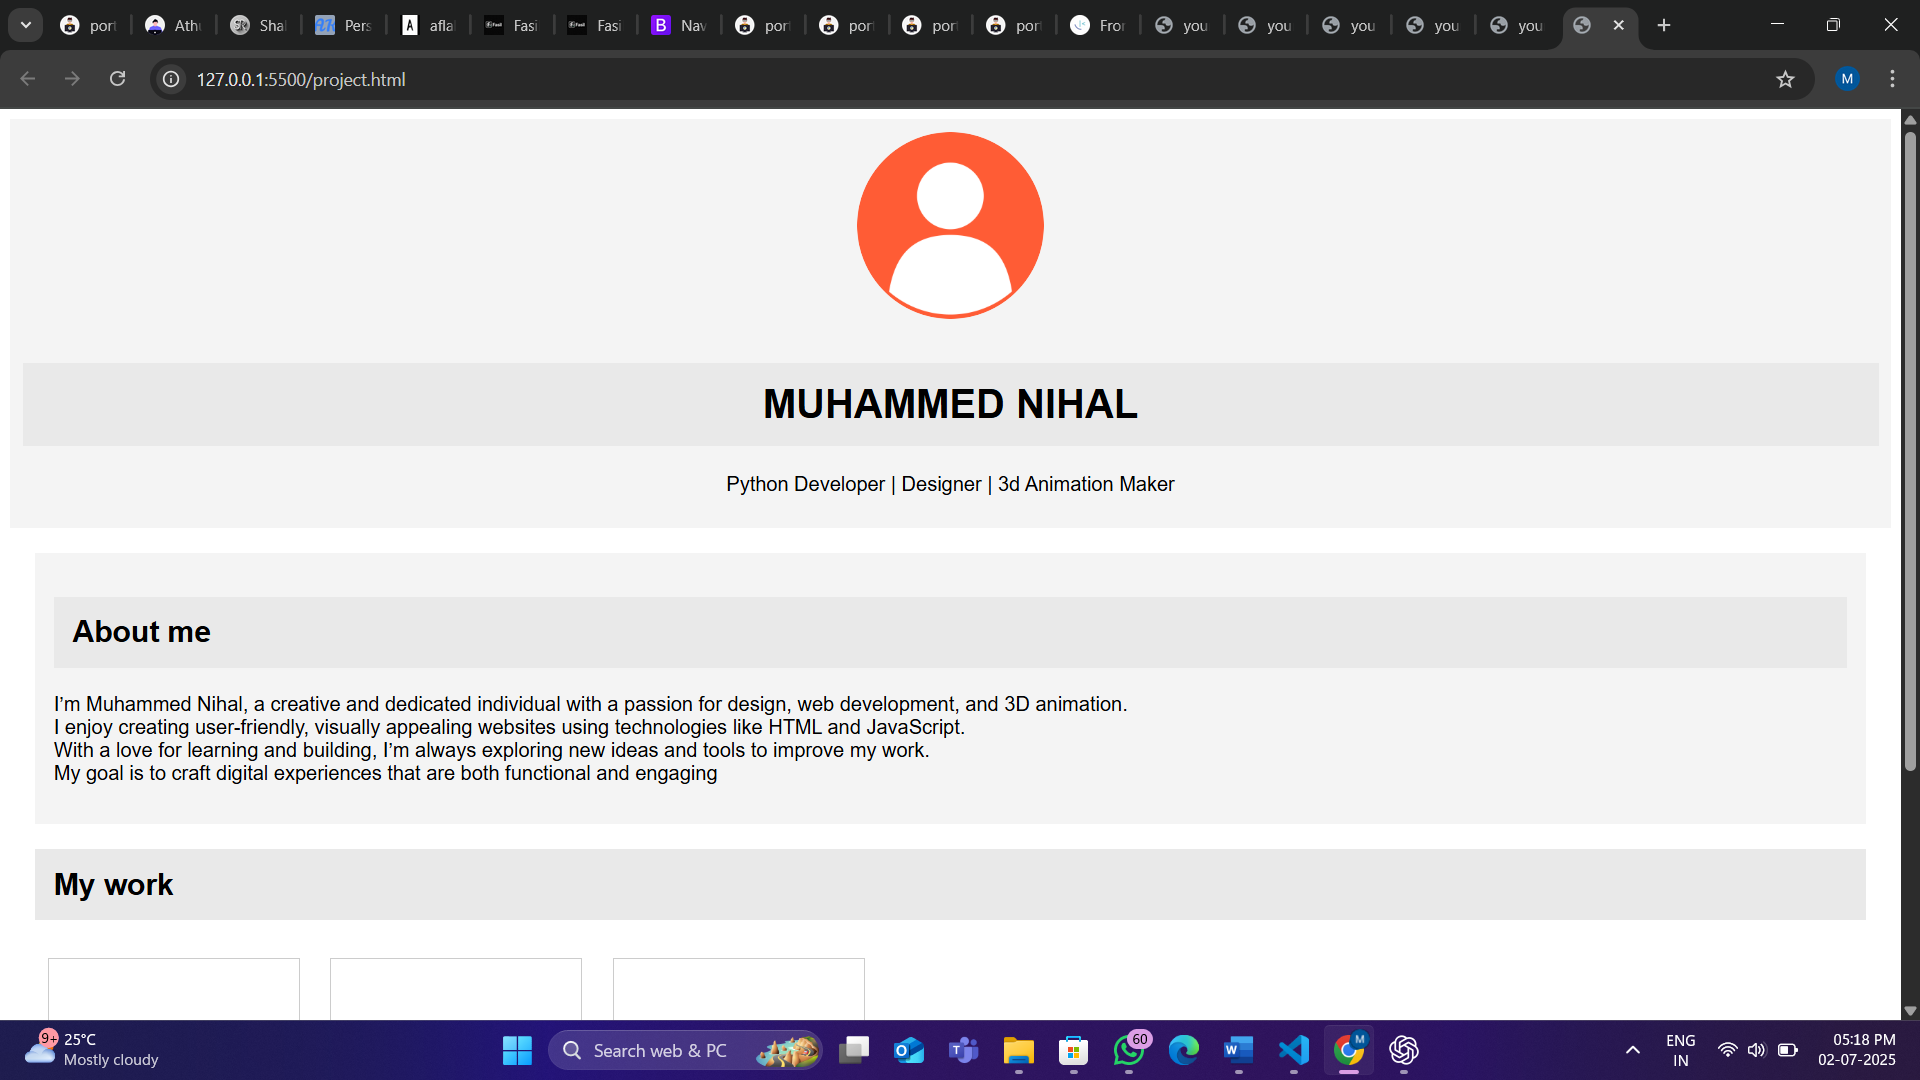 port
Ath
Sha
Pers
A
afla
Fasi
Fasi
B
Nav
port
port
port
port
Fror
you
you
you
you
you
127.0.0.1:5500/project.html
M
MUHAMMED NIHAL
Python Developer | Designer | 3d Animation Maker
About me
I’m Muhammed Nihal, a creative and dedicated individual with a passion for design, web development, and 3D animation.
I enjoy creating user-friendly, visually appealing websites using technologies like HTML and JavaScript.
With a love for learning and building, I’m always exploring new ideas and tools to improve my work.
My goal is to craft digital experiences that are both functional and engaging
My work
9+
25°C
Mostly cloudy
Search web & PC
60
M
ENG
IN
05:18 PM
02-07-2025